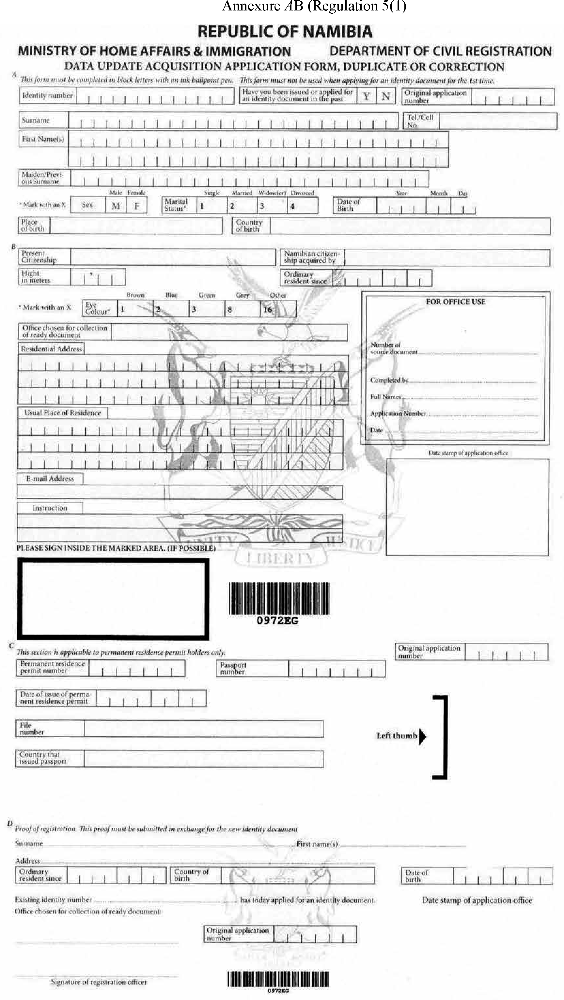 Annexure AB (Regulation 5(1)
REPUBLIC OF NAMIBIA
MINISTRY OF HOME AFFAIRS & IMMIGRATION DEPARTMENT OF CIVIL REGISTRATION
DATA UPDATE ACQUISITION APPLICATION FORM, DUPLICATE OR CORRECTION
A This form must be completed in block letters with an ink ballpoint pen. This form must not be used when applying for an identity document for the 1st time.
Identity number
Have you been issued or applied for
an identity document in the past
Y N
Original application
number
Surname
Tel./Cell
No.
First Name(s)
Maiden/Previ-
ous Surname
* Mark with an X
Sex
Male Female
M F
Marital
Status*
Single Married Widow(er) Divorced
1 2 3 4
Date of
Birth
Year Month Day
Place
of birth
Country
of birth
B
Present
Citizenship
Namibian citizen-
ship acquired by
Hight
in meters
,
Ordinary
resident since
* Mark with an X
Eye
Colour*
Brown Blue Green Grey Other
1 2 3 8 16
Office chosen for collection
of ready document
Residential Address
Usual Place of Residence
E-mail Address
Instruction
FOR OFFICE USE
Number of
source document
Completed by
Full Names
Application Number
Date
Date stamp of application office
UNITY JUSTICE
LIBERTY
PLEASE SIGN INSIDE THE MARKED AREA. (IF POSSIBLE)
0972EG
C This section is applicable to permanent residence permit holders only.
Original application
number
Permanent residence
permit number
Passport
number
Date of issue of perma-
nent residence permit
File
number
Left thumb
Country that
issued passport
D Proof of registration This proof must be submitted in exchange for the new identity document
Surname First name(s)
Address
Ordinary
resident since
Country of
birth
Date of
birth
Existing identity number has today applied for an identity document.
Date stamp of application office
Office chosen for collection of ready document:
Original application
number
Signature of registration officer
0972EG